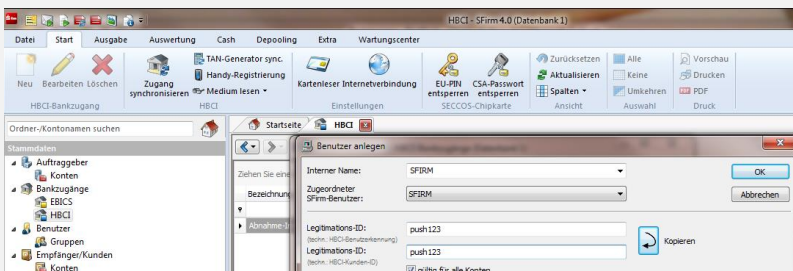 HBCI - SFirm 4.0 (Datenbank 1)
Datei Start Ausgabe Auswertung Cash Depooling Extra Wartungscenter
Neu Bearbeiten Löschen
HBCI-Bankzugang
Zugang synchronisieren
TAN-Generator sync.
Handy-Registrierung
Medium lesen
HBCI
Kartenleser Internetverbindung
Einstellungen
EU-PIN entsperren
CSA-Passwort entsperren
SECCOS-Chipkarte
Zurücksetzen
Aktualisieren
Spalten
Ansicht
Alle
Keine
Umkehren
Auswahl
Vorschau
Drucken
PDF
Druck
Ordner-/Kontonamen suchen
Startseite HBCI
Stammdaten
Auftraggeber
Konten
Bankzugänge
EBICS
HBCI
Benutzer
Gruppen
Empfänger/Kunden
Konten
Ziehen Sie eine
Bezeichnung
Benutzer anlegen
Interner Name: SFIRM
OK
Zugeordneter
SFirm-Benutzer: SFIRM
Abbrechen
Legitimations-ID: push123
(techn.: HBCI-Benutzerkennung)
Kopieren
Legitimations-ID: push123
(techn.: HBCI-Kunden-ID)
gültig für alle Konten